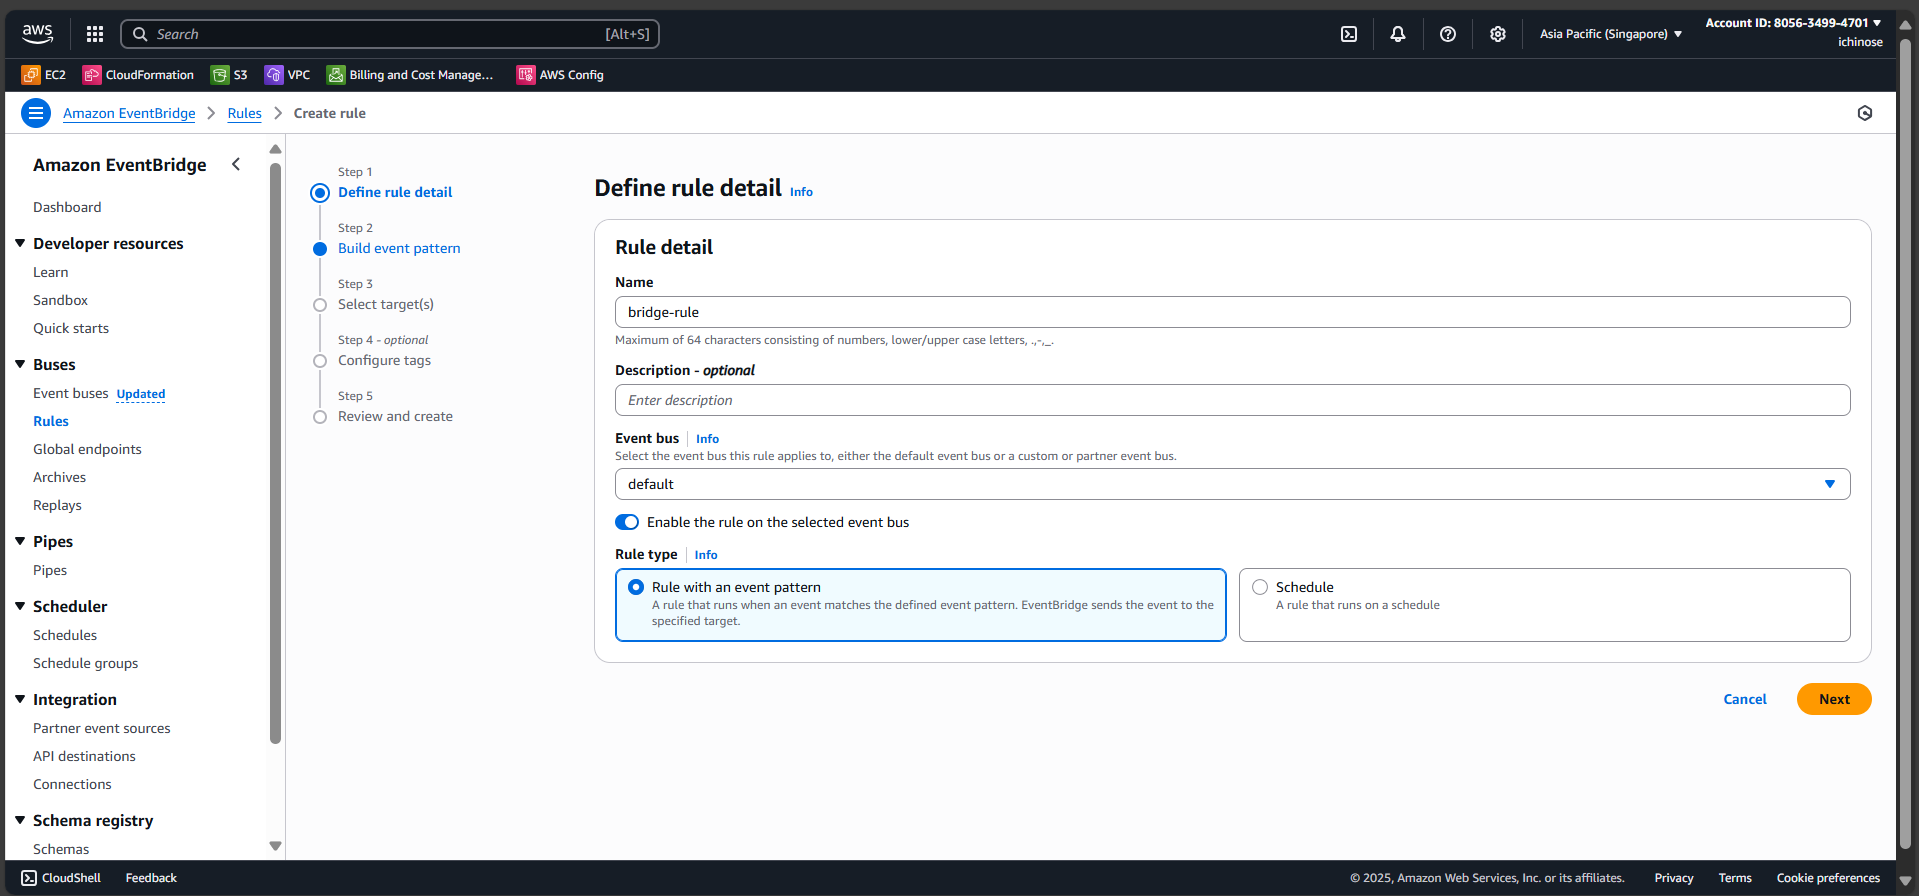 aws
Search [Alt+S]
Asia Pacific (Singapore)
Account ID: 8056-3499-4701
ichinose
EC2 CloudFormation S3 VPC Billing and Cost Manage... AWS Config
Amazon EventBridge Rules Create rule
Amazon EventBridge
Dashboard
Developer resources
Learn
Sandbox
Quick starts
Buses
Event buses Updated
Rules
Global endpoints
Archives
Replays
Pipes
Pipes
Scheduler
Schedules
Schedule groups
Integration
Partner event sources
API destinations
Connections
Schema registry
Schemas
Step 1
Define rule detail
Step 2
Build event pattern
Step 3
Select target(s)
Step 4 - optional
Configure tags
Step 5
Review and create
Define rule detail Info
Rule detail
Name
bridge-rule
Maximum of 64 characters consisting of numbers, lower/upper case letters, .,-,_.
Description - optional
Enter description
Event bus Info
Select the event bus this rule applies to, either the default event bus or a custom or partner event bus.
default
Enable the rule on the selected event bus
Rule type Info
Rule with an event pattern
A rule that runs when an event matches the defined event pattern. EventBridge sends the event to the
specified target.
Schedule
A rule that runs on a schedule
Cancel Next
CloudShell Feedback
© 2025, Amazon Web Services, Inc. or its affiliates. Privacy Terms Cookie preferences